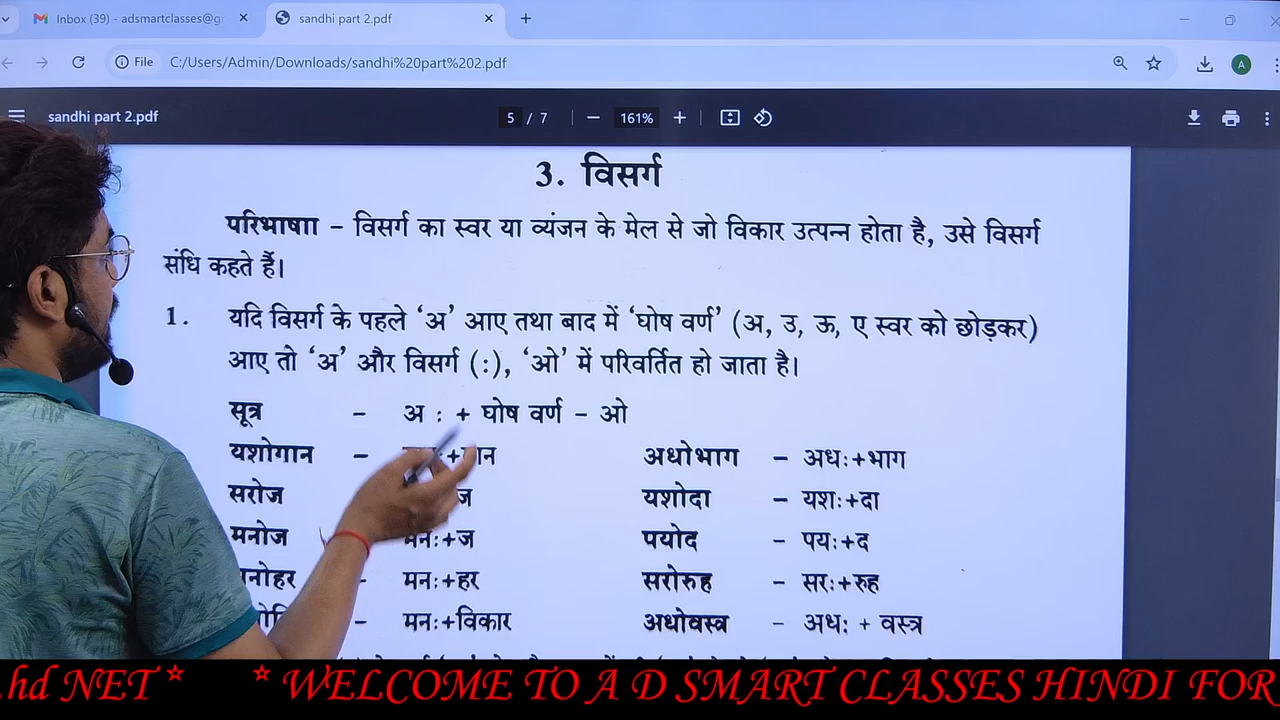 Inbox (39) - adsmartclasses@g
sandhi part 2.pdf
File C:/Users/Admin/Downloads/sandhi%20part%202.pdf
A
sandhi part 2.pdf
5 / 7
161%
3. विसर्ग
परिभाषाा – विसर्ग का स्वर या व्यंजन के मेल से जो विकार उत्पन्न होता है, उसे विसर्ग
संधि कहते हैं।
1. यदि विसर्ग के पहले ‘अ’ आए तथा बाद में ‘घोष वर्ण’ (अ, उ, ऊ, ए स्वर को छोड़कर)
आए तो ‘अ’ और विसर्ग (:), ‘ओ’ में परिवर्तित हो जाता है।
सूत्र – अ : + घोष वर्ण – ओ
यशोगान – अधोभाग – अधः+भाग
सरोज यशोदा – यशः+दा
मनोज मनः+ज पयोद – पयः+द
मनः+हर सरोरुह – सरः+रुह
– मनः+विकार अधोवस्त्र – अधः + वस्त्र
.hd NET * * WELCOME TO A D SMART CLASSES HINDI FOR